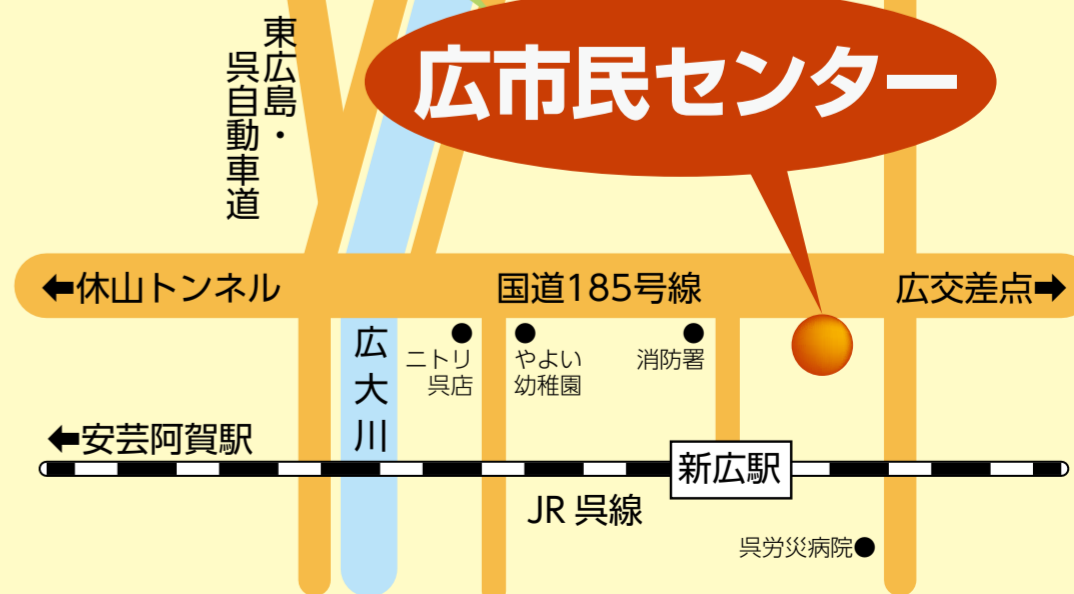 東広島・
呉自動車道
広市民センター
⬅休山トンネル
国道185号線
広交差点➡
広大川
ニトリ
呉店
やよい
幼稚園
消防署
⬅安芸阿賀駅
新広駅
JR 呉線
呉労災病院